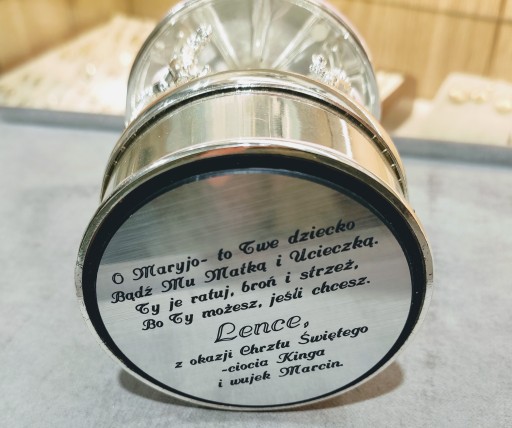 O Maryjo- to Twe dziecko
Bądź Mu Matką i Ucieczką.
Ty je ratuj, broń i strzeż,
Bo Ty możesz, jeśli chcesz.
Lence,
z okazji Chrztu Świętego
-ciocia Kinga
i wujek Marcin.